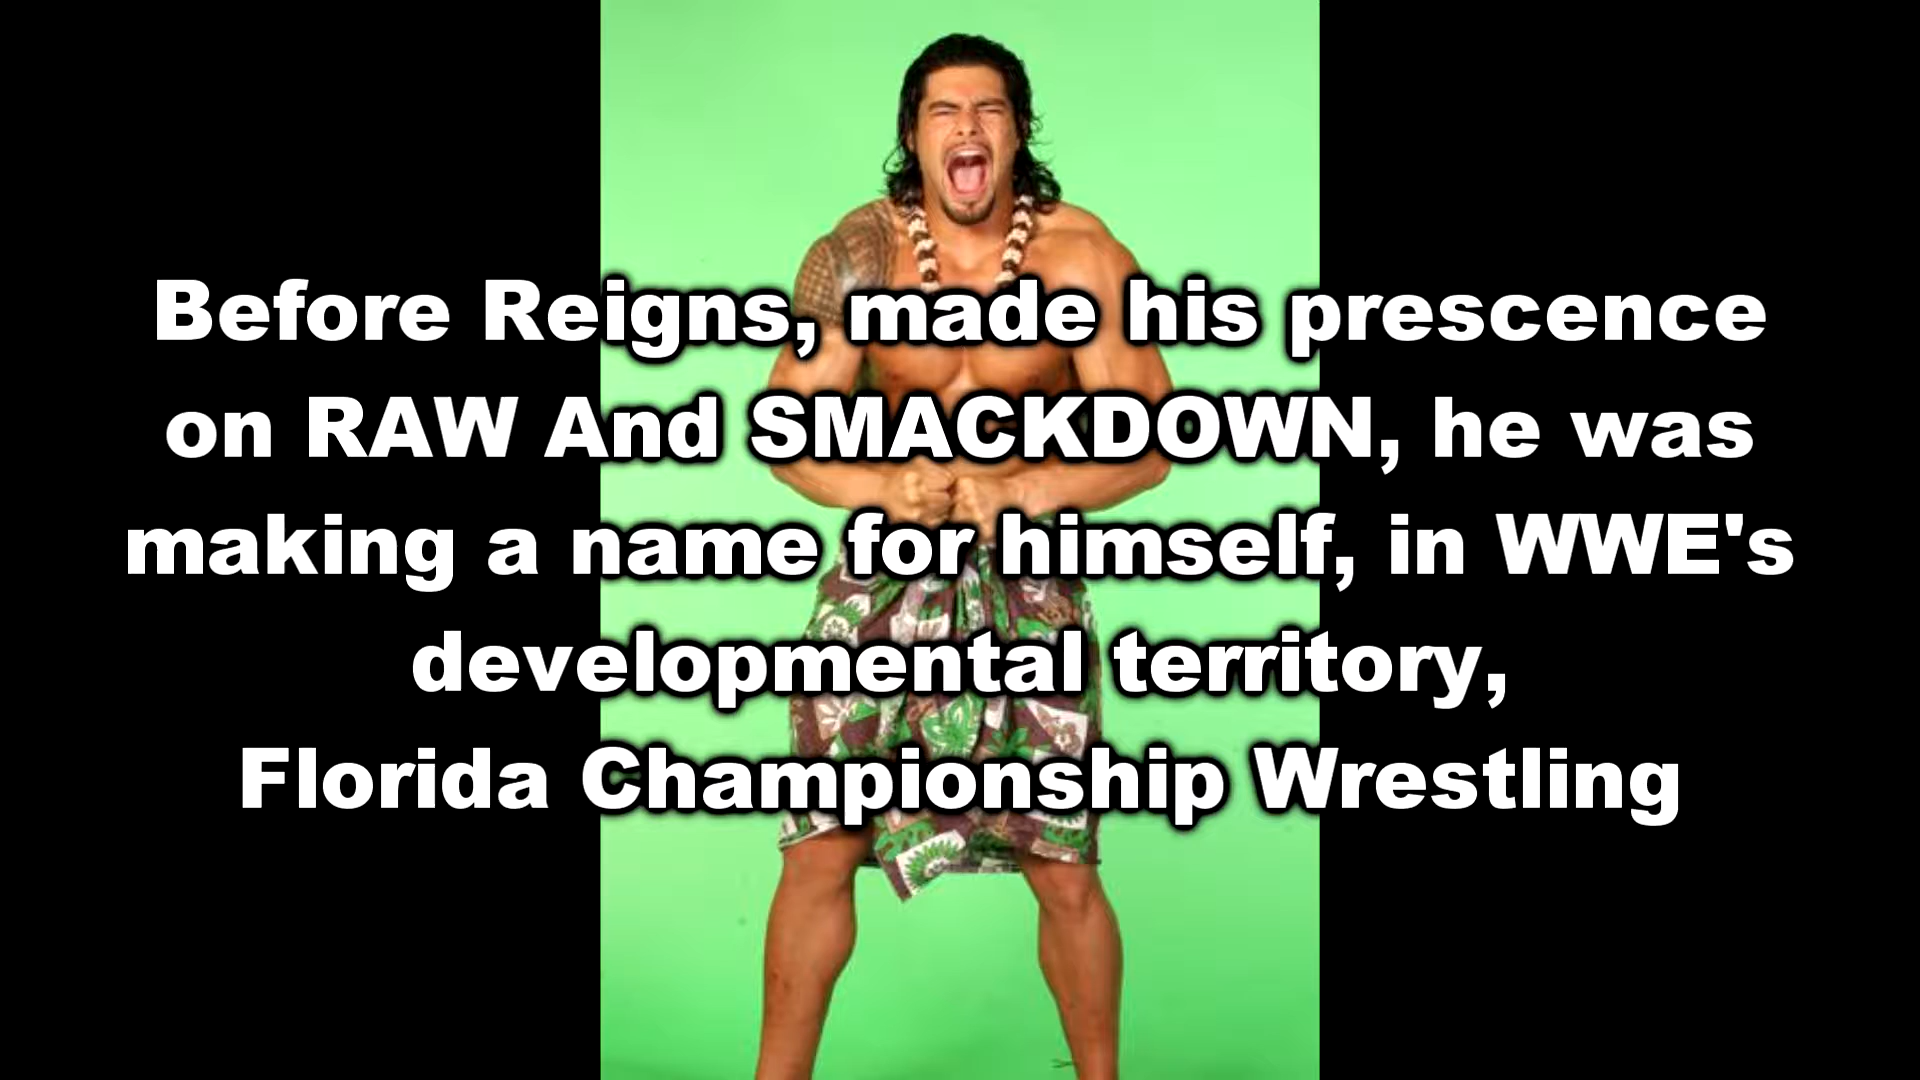 Before Reigns, made his prescence
on RAW And SMACKDOWN, he was
making a name for himself, in WWE's
developmental territory,
Florida Championship Wrestling